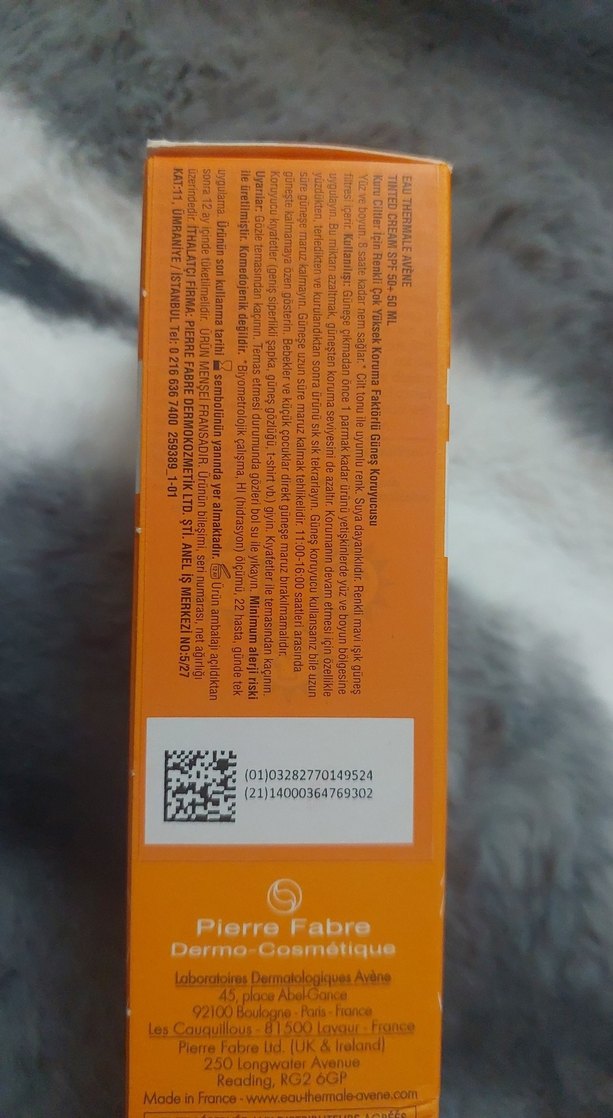 EAU THERMALE AVÈNE
TINTED CREAM SPF 50+ 50 ML
Kuru Ciltler İçin Renkli Çok Yüksek Koruma Faktörlü Güneş Koruyucusu
Yüz ve boyun. 8 saate kadar nem sağlar.* Cilt tonu ile uyumlu renk. Suya dayanıklıdır. Renkli mavi ışık güneş
filtresi içerir. Kullanılışı: Güneşe çıkmadan önce 1 parmak kadar ürünü yetişkinlerde yüz ve boyun bölgesine
uygulayın. Bu miktarı azaltmak, güneşten koruma seviyesini de azaltır. Korumanın devam etmesi için özellikle
yüzdükten, terledikten ve kurulandıktan sonra ürünü sık sık tekrarlayın. Güneş koruyucu kullansanız bile uzun
süre güneşe maruz kalmayın. Güneşe uzun süre maruz kalmak tehlikelidir. 11:00-16:00 saatleri arasında
güneşte kalmamaya özen gösterin. Bebekler ve küçük çocuklar direkt güneşe maruz bırakılmamalıdır.
Koruyucu kıyafetler (geniş siperlikli şapka, güneş gözlüğü, t-shirt vb.) giyin. Kıyafetler ile temasından kaçının.
Uyarılar: Gözle temasından kaçının. Temas etmesi durumunda gözleri bol su ile yıkayın. Minimum alerji riski
ile üretilmiştir. Komedojenik değildir. *Biyometrolojik çalışma, HI (hidrasyon) ölçümü, 22 hasta, günde tek
uygulama. Ürünün son kullanma tarihi sembolünün yanında yer almaktadır. Ürün ambalajı açıldıktan
sonra 12 ay içinde tüketilmelidir. ÜRÜN MENŞEİ FRANSADIR. Ürünün bileşimi, seri numarası, net ağırlığı
üzerindedir. İTHALATÇI FİRMA: PIERRE FABRE DERMOKOZMETİK LTD. ŞTİ. ANEL İŞ MERKEZİ NO:5/27
KAT:11, ÜMRANİYE / İSTANBUL Tel: 0 216 636 7400 259389_1-01
(01)03282770149524
(21)14000364769302
Pierre Fabre
Dermo-Cosmétique
Laboratoires Dermatologiques Avène
45, place Abel-Gance
92100 Boulogne - Paris - France
Les Cauquillous - 81500 Lavaur - France
Pierre Fabre Ltd. (UK & Ireland)
250 Longwater Avenue
Reading, RG2 6GP
Made in France - www.eau-thermale-avene.com